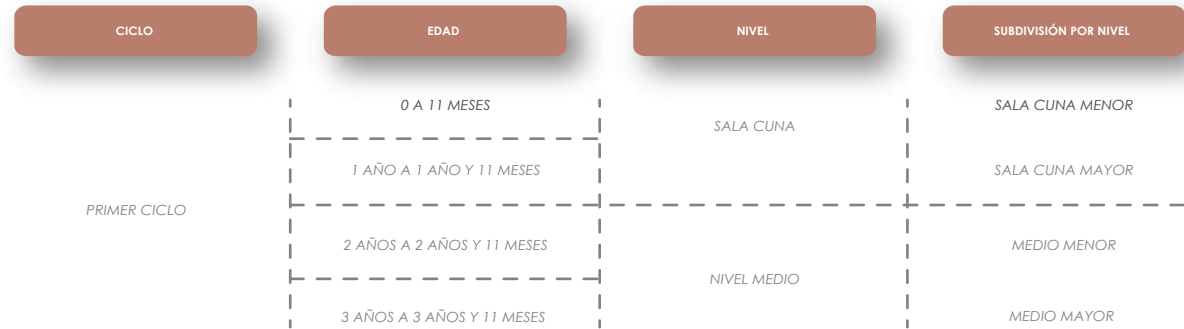 CICLO
EDAD
NIVEL
SUBDIVISIÓN POR NIVEL
0 A 11 MESES
SALA CUNA MENOR
SALA CUNA
1 AÑO A 1 AÑO Y 11 MESES
SALA CUNA MAYOR
PRIMER CICLO
2 AÑOS A 2 AÑOS Y 11 MESES
MEDIO MENOR
NIVEL MEDIO
3 AÑOS A 3 AÑOS Y 11 MESES
MEDIO MAYOR